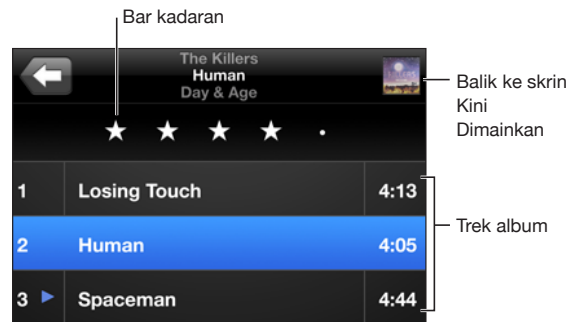 Bar kadaran
The Killers
Human
Day & Age
Balik ke skrin
Kini
Dimainkan
1 Losing Touch 4:13
2 Human 4:05
3 Spaceman 4:44
Trek album